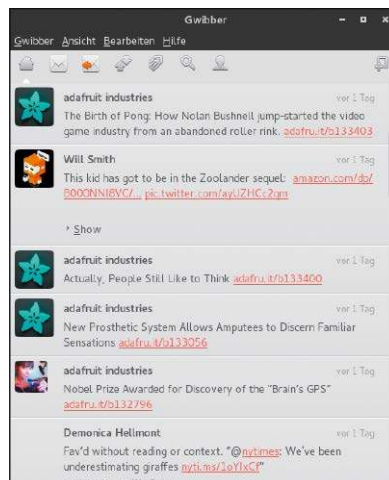 Gwibber
Gwibber Ansicht Bearbeiten Hilfe
adafruit industries vor 1 Tag
The Birth of Pong: How Nolan Bushnell jump-started the video
game industry from an abandoned roller rink. adafru.it/b133403
Will Smith vor 1 Tag
This kid has got to be in the Zoolander sequel: amazon.com/dp/
B000NNI8VC/... pic.twitter.com/ayUZHCc2qm
Show
adafruit industries vor 1 Tag
Actually, People Still Like to Think adafru.it/b133400
adafruit industries vor 1 Tag
New Prosthetic System Allows Amputees to Discern Familiar
Sensations adafru.it/b133056
adafruit industries vor 1 Tag
Nobel Prize Awarded for Discovery of the "Brain's GPS"
adafru.it/b132796
Demonica Hellmont vor 1 Tag
Fav'd without reading or context. "@nytimes: We've been
underestimating giraffes nyti.ms/1oYIxCf"